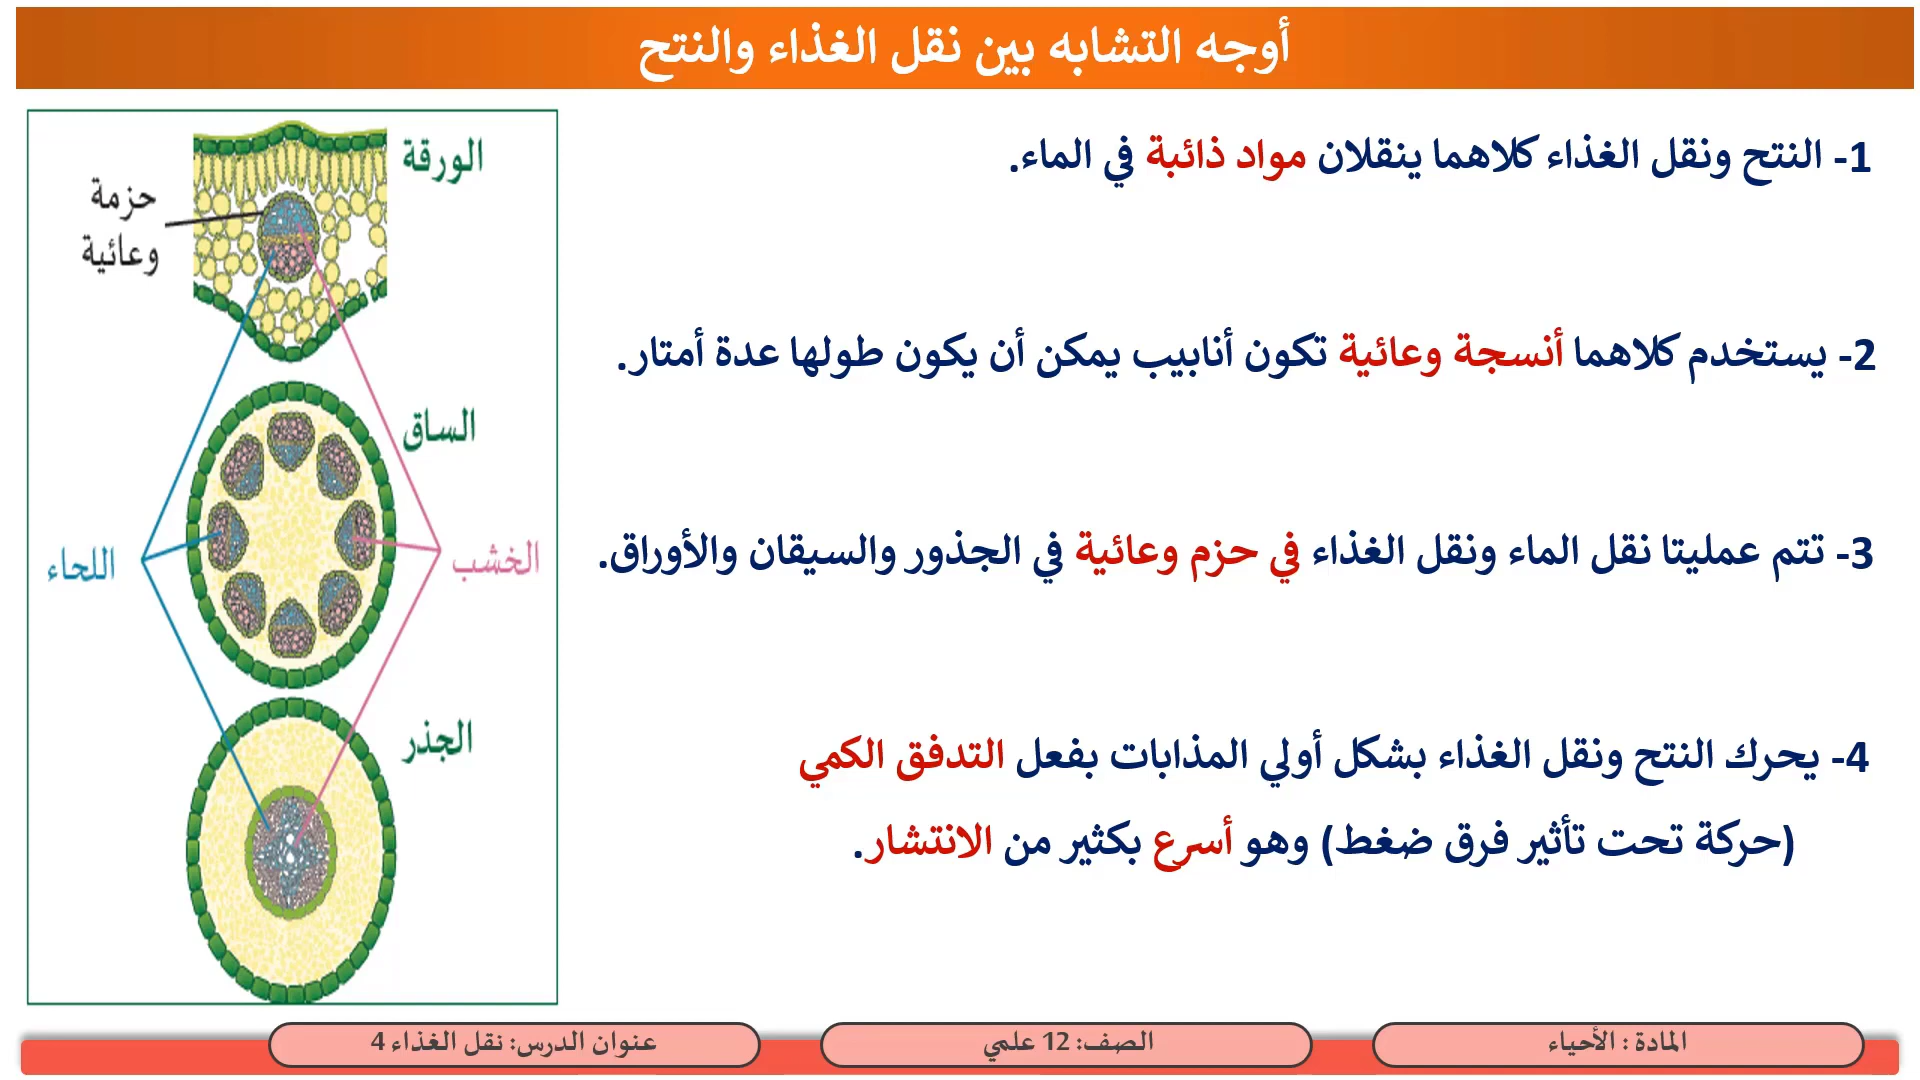 أوجه التشابه بين نقل الغذاء والنتح
1- النتح ونقل الغذاء كلاهما ينقلان مواد ذائبة في الماء.
2- يستخدم كلاهما أنسجة وعائية تكون أنابيب يمكن أن يكون طولها عدة أمتار.
3- تتم عمليتا نقل الماء ونقل الغذاء في حزم وعائية في الجذور والسيقان والأوراق.
4- يحرك النتح ونقل الغذاء بشكل أولي المذابات بفعل التدفق الكمي
(حركة تحت تأثير فرق ضغط) وهو أسرع بكثير من الانتشار.
الورقة
حزمة
وعائية
الساق
الخشب
اللحاء
الجذر
المادة : الأحياء
الصف: 12 علمي
عنوان الدرس: نقل الغذاء 4